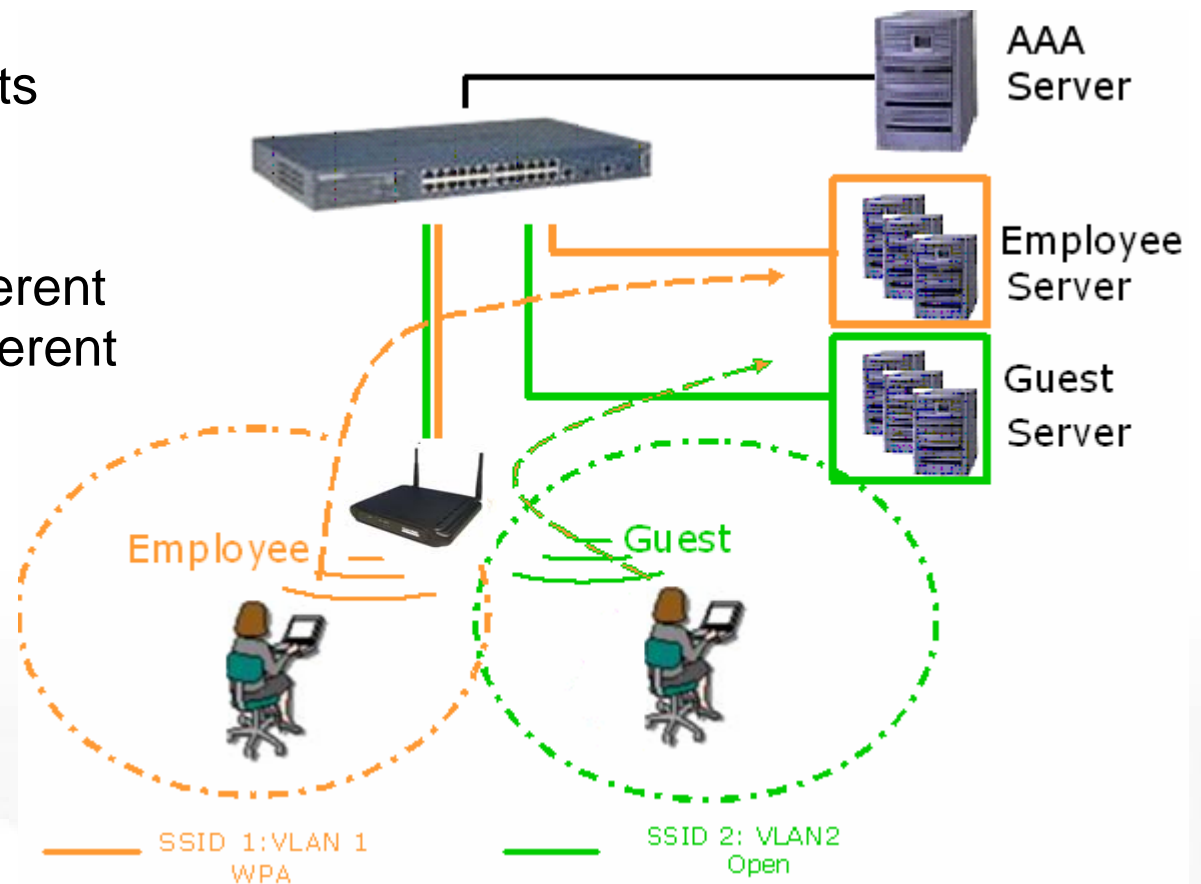 ts
erent
erent
AAA
Server
Employee
Server
Guest
Server
Employee
Guest
SSID 1:VLAN 1
WPA
SSID 2: VLAN2
Open